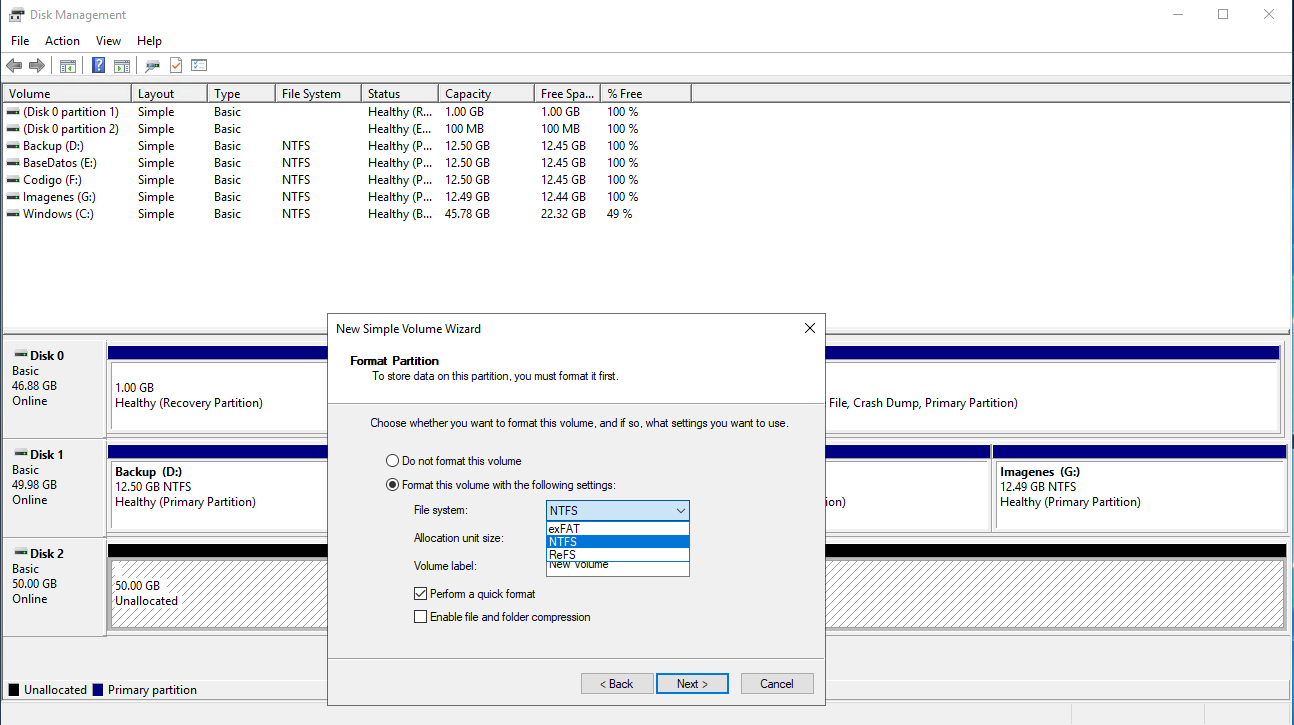 Disk Management
File Action View Help
Volume Layout Type File System Status Capacity Free Spa... % Free
(Disk 0 partition 1) Simple Basic Healthy (R... 1.00 GB 1.00 GB 100 %
(Disk 0 partition 2) Simple Basic Healthy (E... 100 MB 100 MB 100 %
Backup (D:) Simple Basic NTFS Healthy (P... 12.50 GB 12.45 GB 100 %
BaseDatos (E:) Simple Basic NTFS Healthy (P... 12.50 GB 12.45 GB 100 %
Codigo (F:) Simple Basic NTFS Healthy (P... 12.50 GB 12.45 GB 100 %
Imagenes (G:) Simple Basic NTFS Healthy (P... 12.49 GB 12.44 GB 100 %
Windows (C:) Simple Basic NTFS Healthy (B... 45.78 GB 22.32 GB 49 %
Disk 0
Basic
46.88 GB
Online
1.00 GB
Healthy (Recovery Partition)
File, Crash Dump, Primary Partition)
Disk 1
Basic
49.98 GB
Online
Backup (D:)
12.50 GB NTFS
Healthy (Primary Partition)
ion)
Imagenes (G:)
12.49 GB NTFS
Healthy (Primary Partition)
Disk 2
Basic
50.00 GB
Online
50.00 GB
Unallocated
New Simple Volume Wizard
Format Partition
To store data on this partition, you must format it first.
Choose whether you want to format this volume, and if so, what settings you want to use.
Do not format this volume
Format this volume with the following settings:
File system: NTFS
exFAT
NTFS
ReFS
Allocation unit size:
Volume label: New Volume
Perform a quick format
Enable file and folder compression
< Back Next > Cancel
Unallocated Primary partition